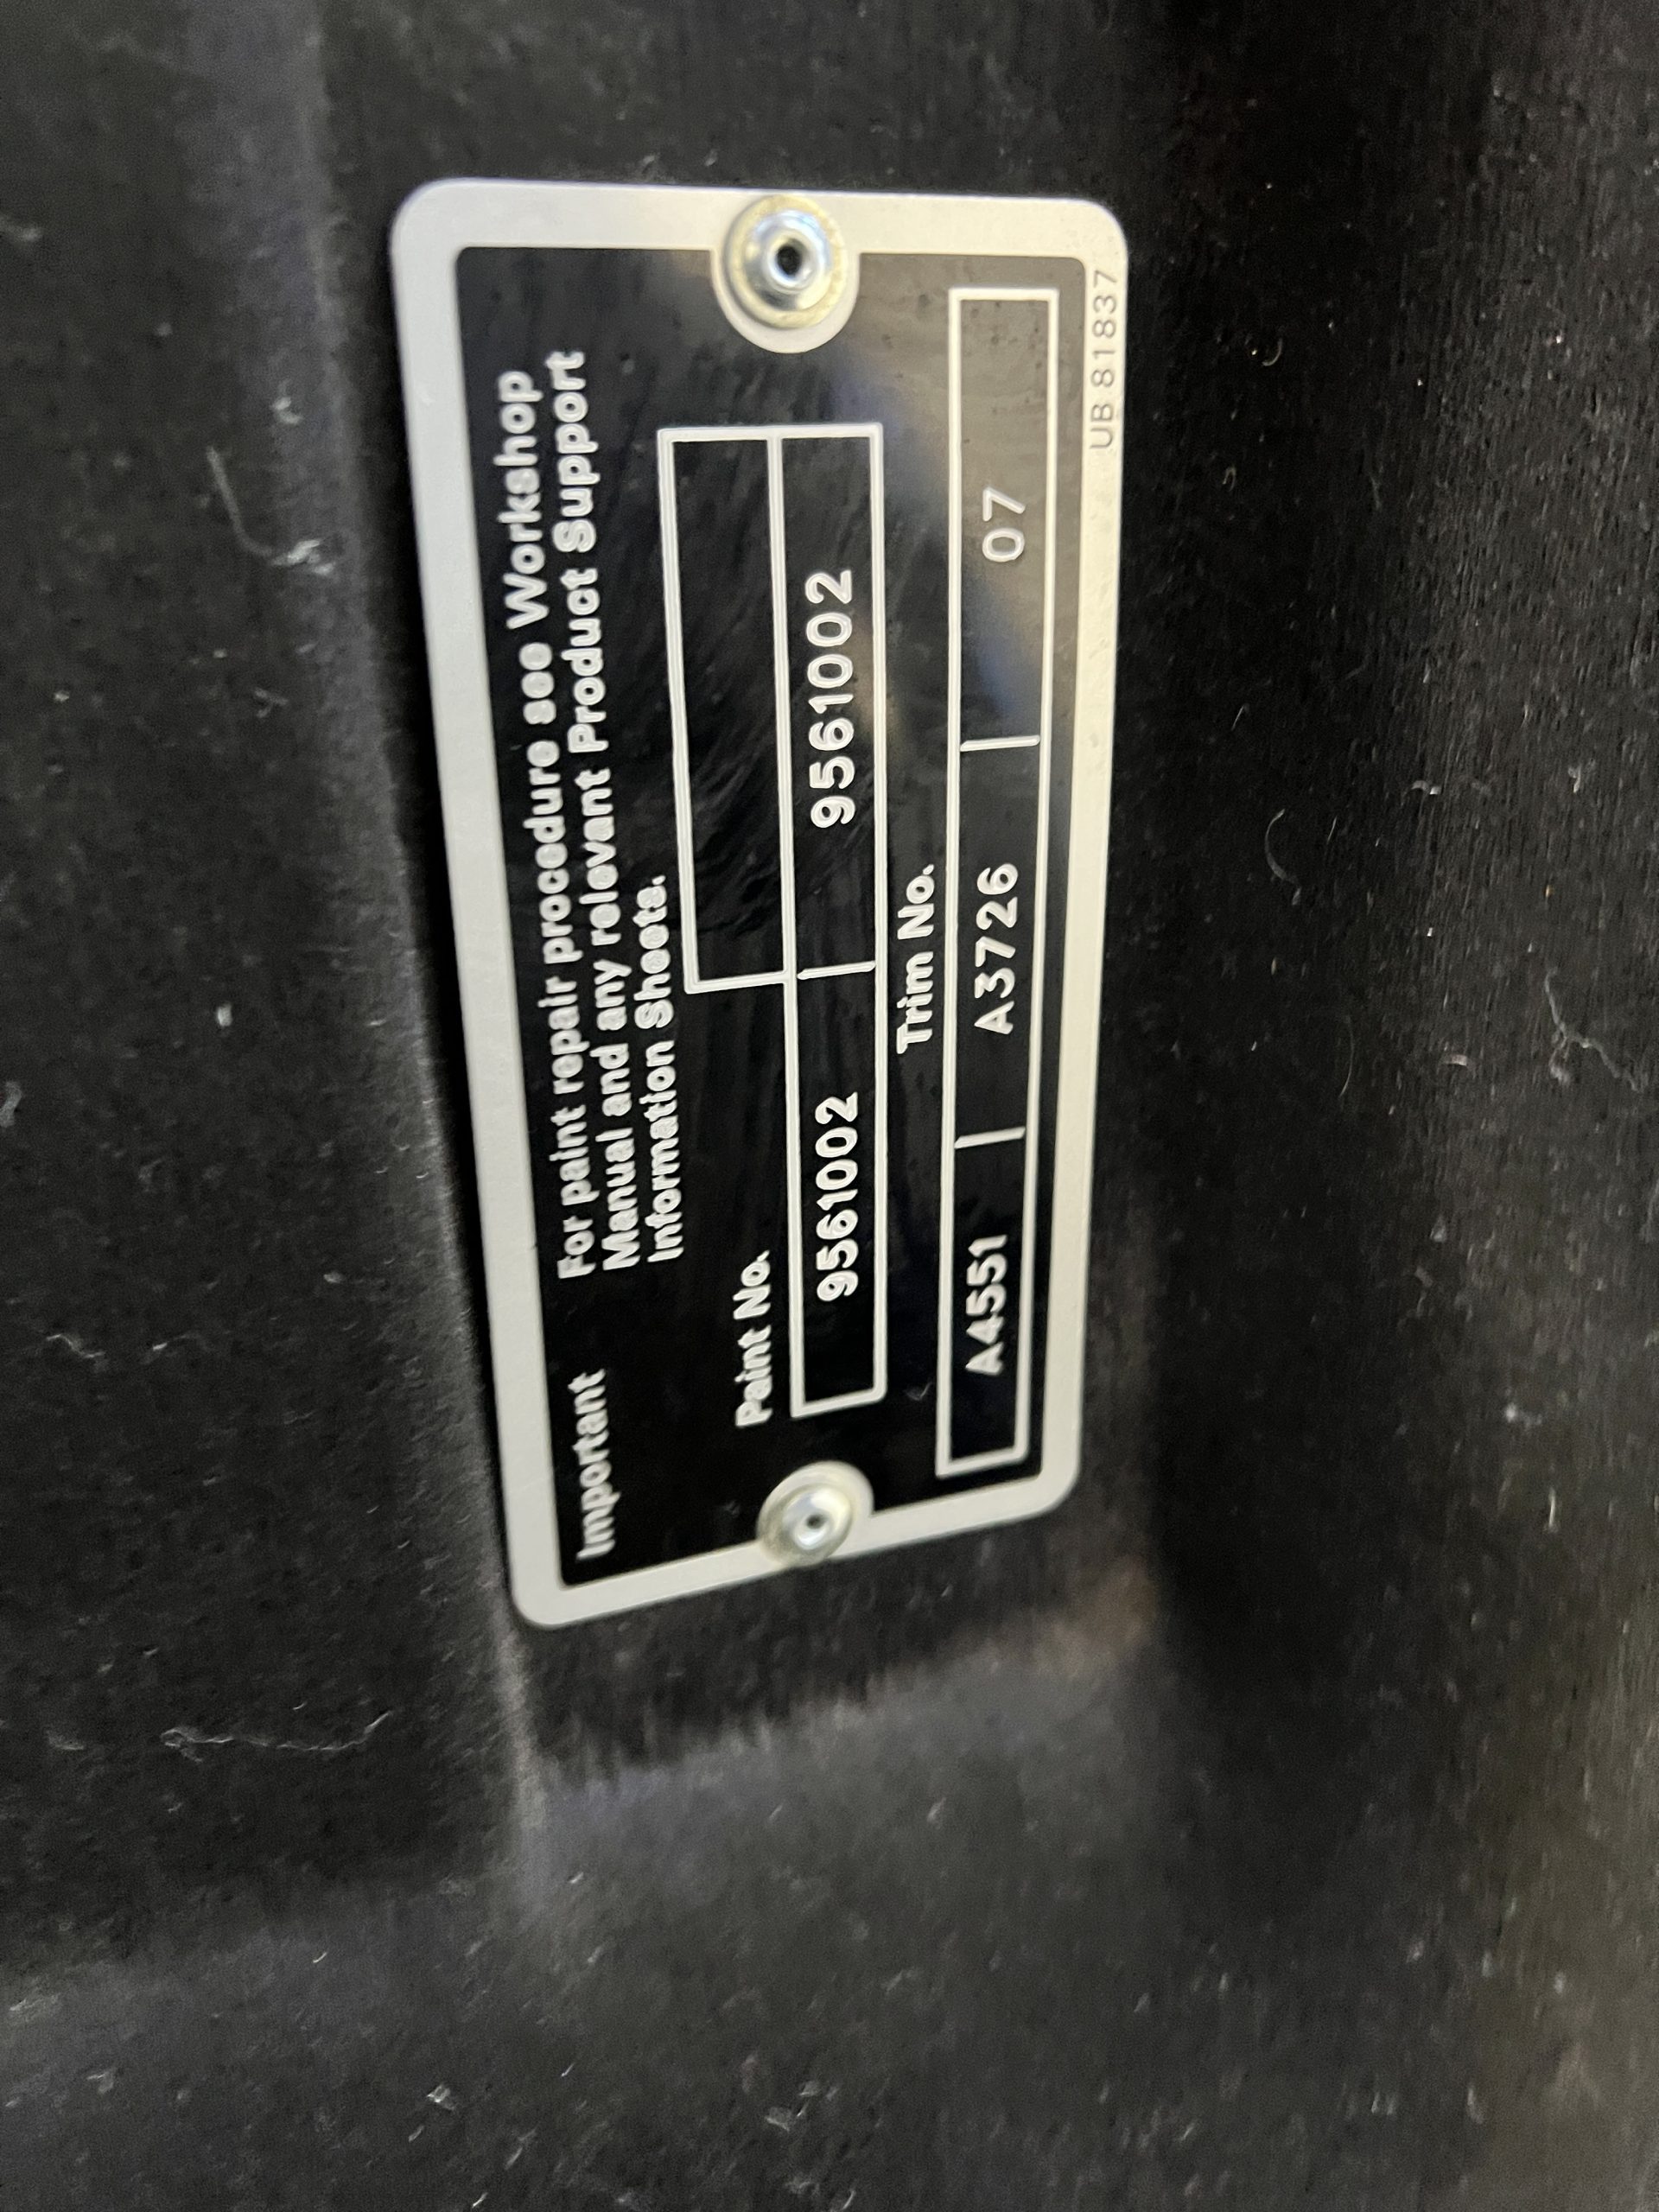 Important For paint repair procedure see Workshop
Manual and any relevant Product Support
Information Sheets.
Paint No.
9561002 | 9561002
Trim No.
A4551 | A3726 07
UB 81837